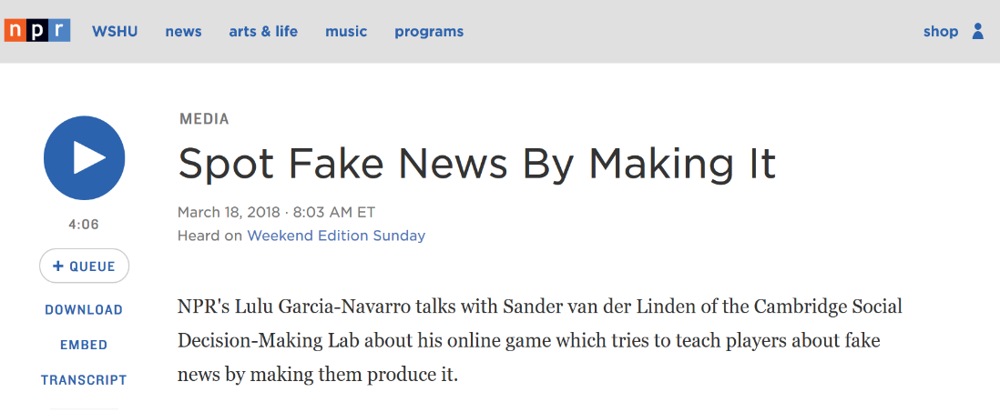 npr WSHU news arts & life music programs shop
MEDIA
Spot Fake News By Making It
March 18, 2018 · 8:03 AM ET
Heard on Weekend Edition Sunday
4:06
+ QUEUE
DOWNLOAD
EMBED
TRANSCRIPT
NPR's Lulu Garcia-Navarro talks with Sander van der Linden of the Cambridge Social
Decision-Making Lab about his online game which tries to teach players about fake
news by making them produce it.